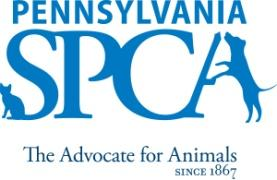 PENNSYLVANIA
SPCA
The Advocate for Animals
SINCE 1867